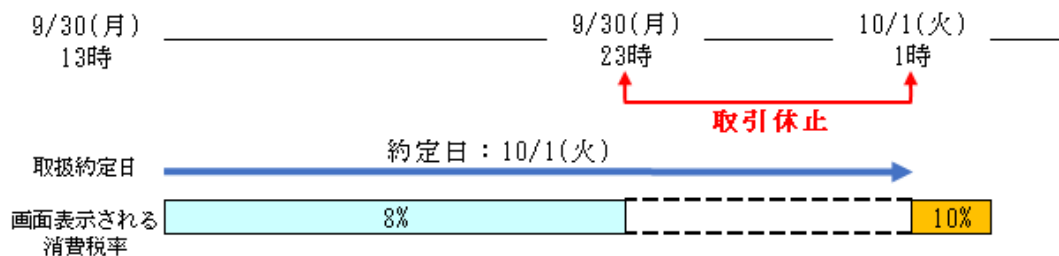 9/30(月)
13時
9/30(月)
23時
10/1(火)
1時
取引休止
取扱約定日
約定日：10/1(火)
画面表示される
消費税率
8%
10%